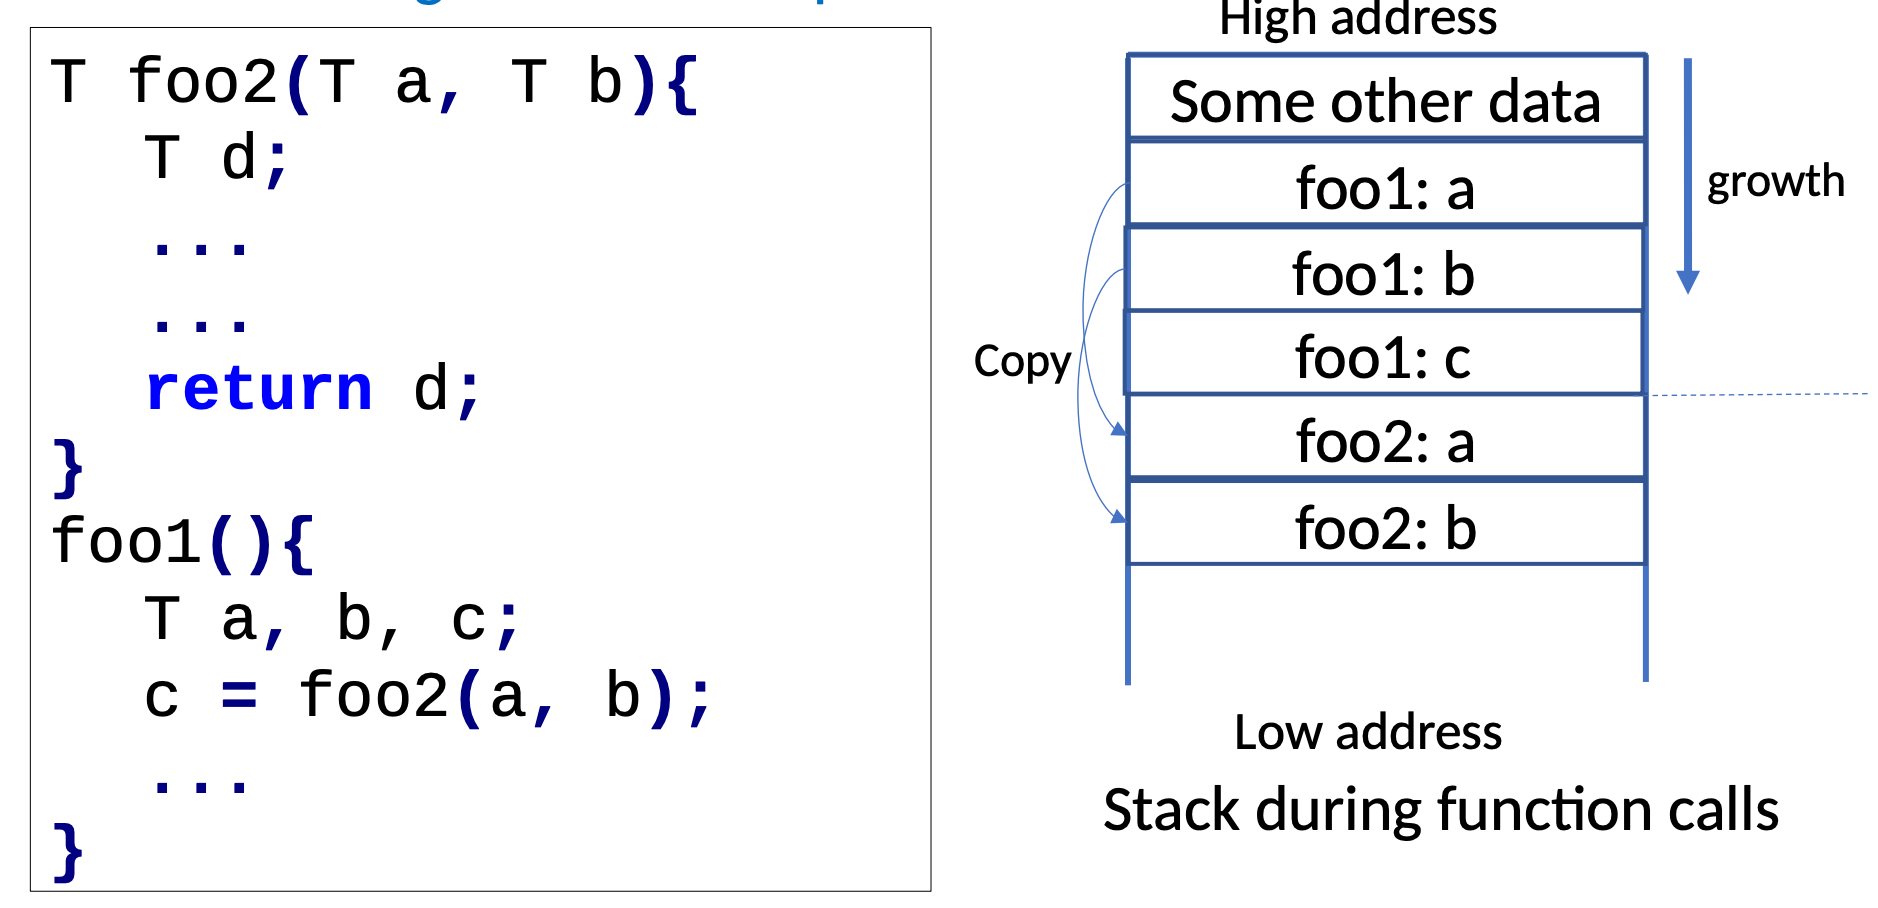 T foo2(T a, T b){
T d;
...
...
return d;
}
foo1(){
T a, b, c;
c = foo2(a, b);
...
}
High address
Some other data
foo1: a
growth
foo1: b
foo1: c
Copy
foo2: a
foo2: b
Low address
Stack during function calls